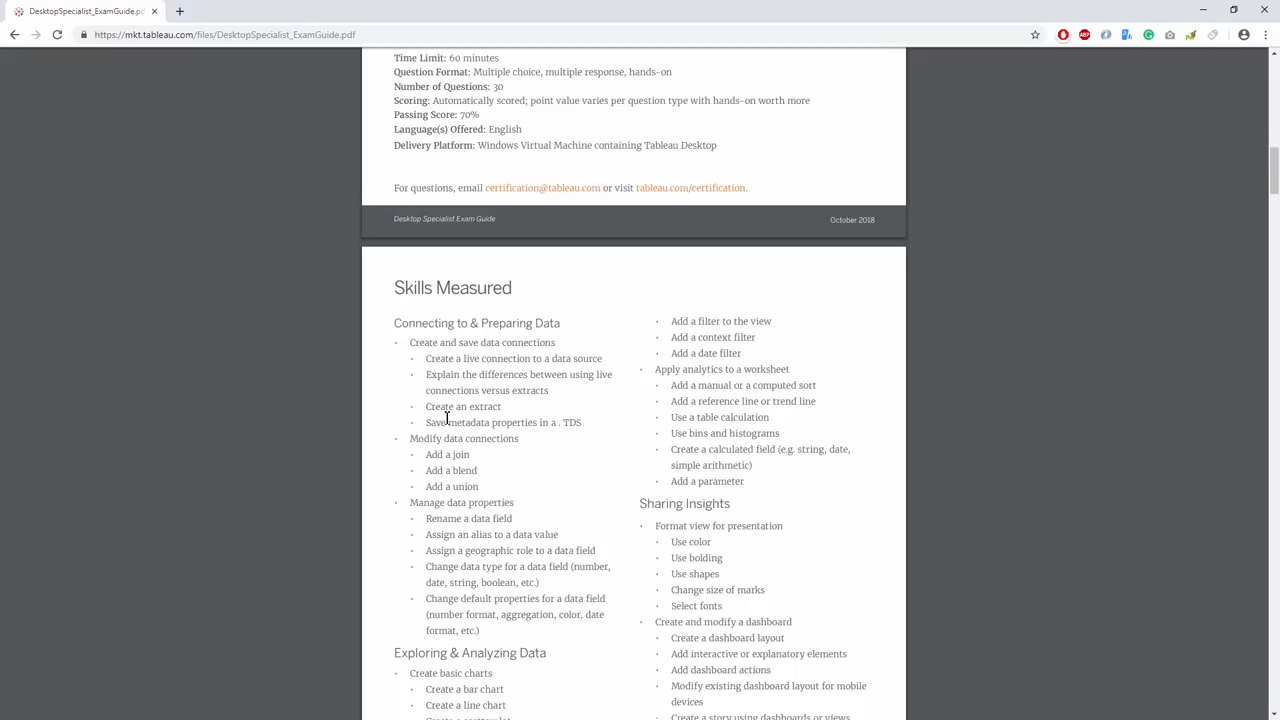 DesktopSpecialist_ExamGuide.pdf
https://mkt.tableau.com/files/DesktopSpecialist_ExamGuide.pdf
Time Limit: 60 minutes
Question Format: Multiple choice, multiple response, hands-on
Number of Questions: 30
Scoring: Automatically scored; point value varies per question type with hands-on worth more
Passing Score: 70%
Language(s) Offered: English
Delivery Platform: Windows Virtual Machine containing Tableau Desktop
For questions, email certification@tableau.com or visit tableau.com/certification.
Desktop Specialist Exam Guide
October 2018
Skills Measured
Connecting to & Preparing Data
• Create and save data connections
• Create a live connection to a data source
• Explain the differences between using live
connections versus extracts
• Create an extract
• Save metadata properties in a . TDS
• Modify data connections
• Add a join
• Add a blend
• Add a union
• Manage data properties
• Rename a data field
• Assign an alias to a data value
• Assign a geographic role to a data field
• Change data type for a data field (number,
date, string, boolean, etc.)
• Change default properties for a data field
(number format, aggregation, color, date
format, etc.)
Exploring & Analyzing Data
• Create basic charts
• Create a bar chart
• Create a line chart
• Create a scatterplot
• Add a filter to the view
• Add a context filter
• Add a date filter
• Apply analytics to a worksheet
• Add a manual or a computed sort
• Add a reference line or trend line
• Use a table calculation
• Use bins and histograms
• Create a calculated field (e.g. string, date,
simple arithmetic)
• Add a parameter
Sharing Insights
• Format view for presentation
• Use color
• Use bolding
• Use shapes
• Change size of marks
• Select fonts
• Create and modify a dashboard
• Create a dashboard layout
• Add interactive or explanatory elements
• Add dashboard actions
• Modify existing dashboard layout for mobile
devices
• Create a story using dashboards or views